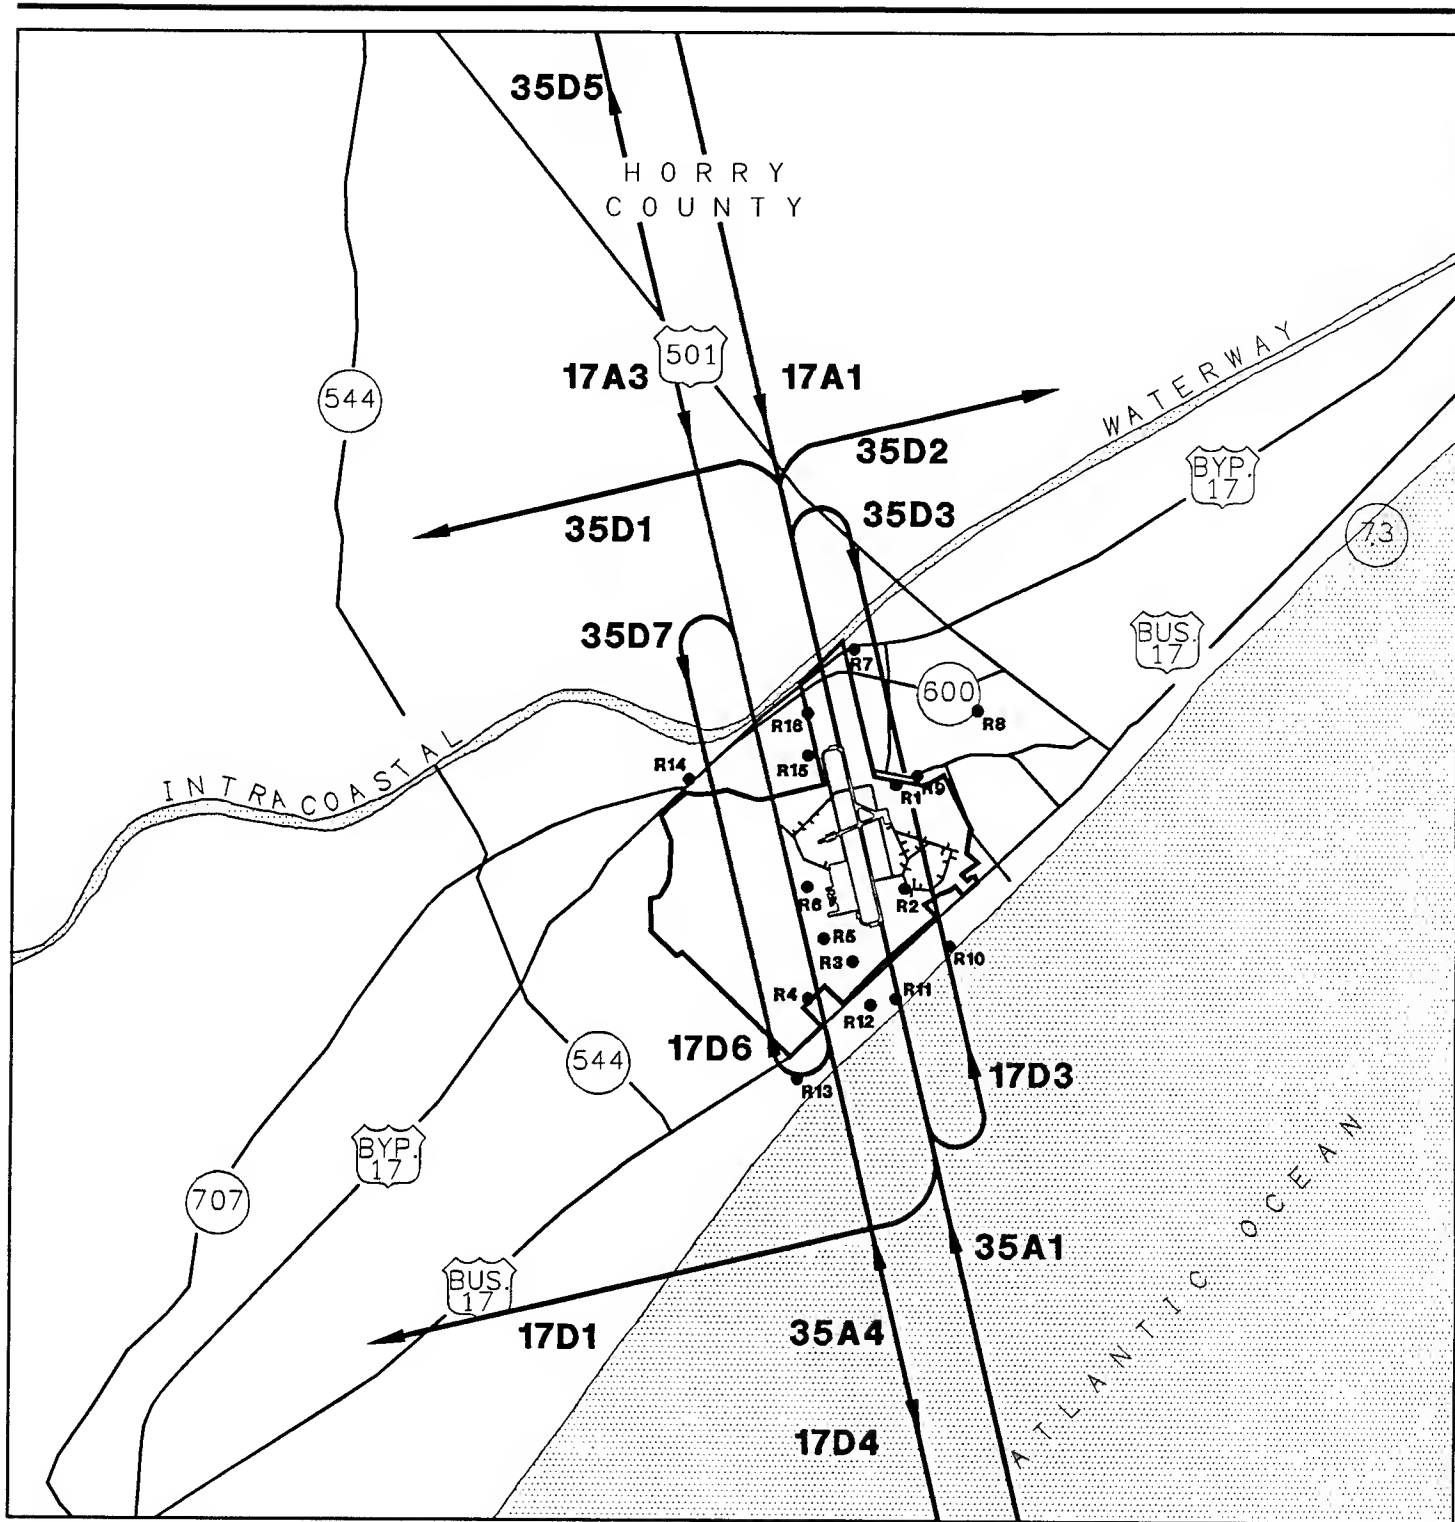 35D5
HORRY
COUNTY
501
17A3
17A1
544
WATERWAY
35D2
BYP.
17
35D1
35D3
73
35D7
BUS.
17
R7
600
R8
R16
INTRACOASTAL
R14
R15
R9
R1
R6
R2
R5
R3
R10
R4
R11
R12
17D6
544
R13
17D3
BYP.
17
707
ATLANTIC OCEAN
35A1
BUS.
17
17D1
35A4
17D4